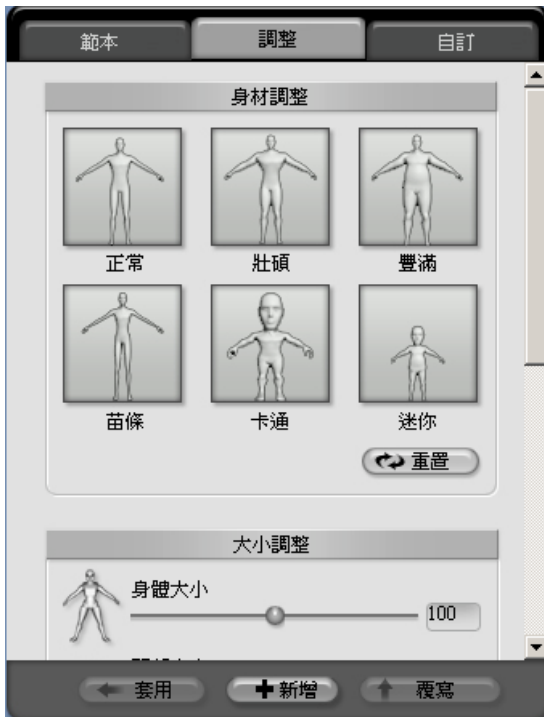 範本 調整 自訂
身材調整
正常 壯碩 豐滿
苗條 卡通 迷你
重置
大小調整
身體大小
100
套用 新增 覆寫